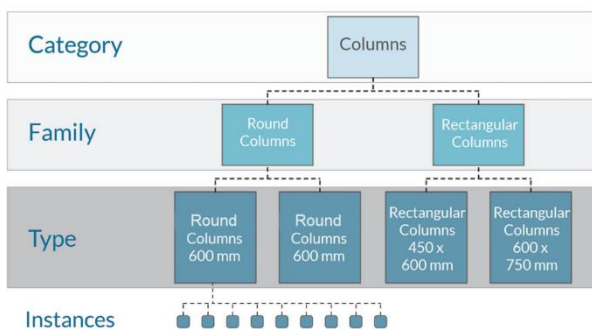 Category
Columns
Family
Round
Columns
Rectangular
Columns
Type
Round
Columns
600 mm
Round
Columns
600 mm
Rectangular
Columns
450 x
600 mm
Rectangular
Columns
600 x
750 mm
Instances